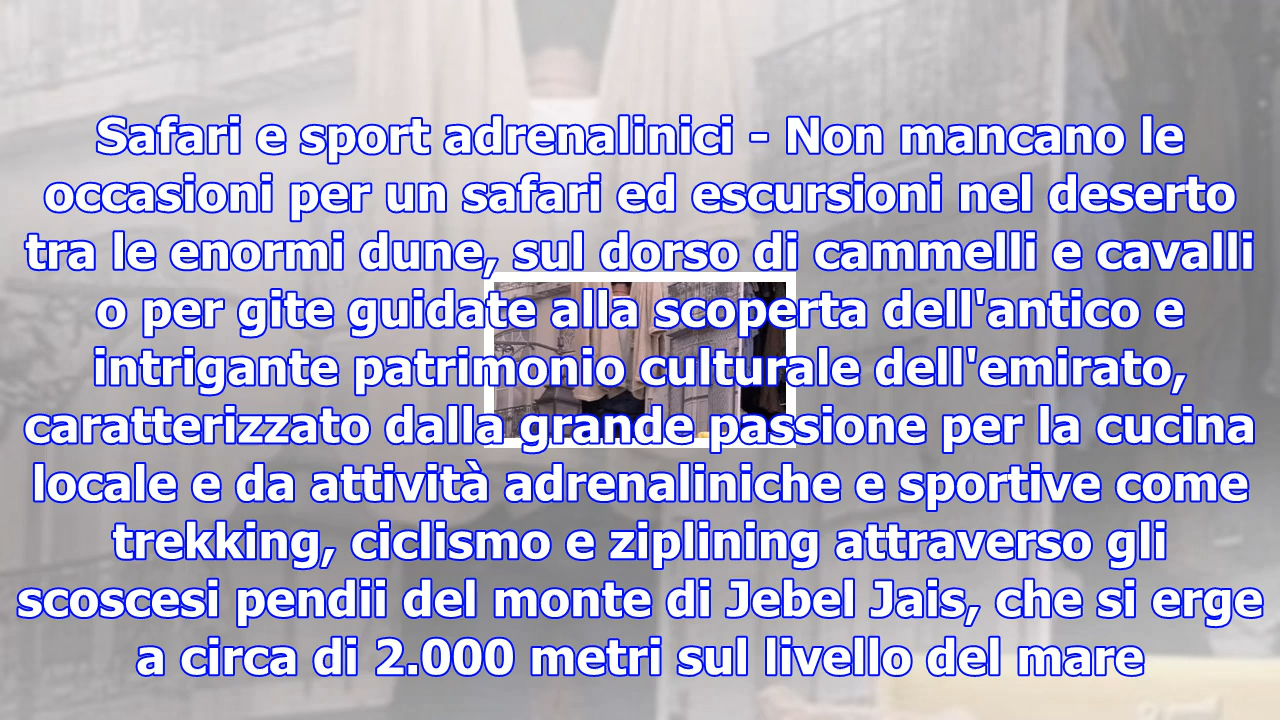 Safari e sport adrenalinici - Non mancano le
occasioni per un safari ed escursioni nel deserto
tra le enormi dune, sul dorso di cammelli e cavalli
o per gite guidate alla scoperta dell'antico e
intrigante patrimonio culturale dell'emirato,
caratterizzato dalla grande passione per la cucina
locale e da attività adrenaliniche e sportive come
trekking, ciclismo e ziplining attraverso gli
scoscesi pendii del monte di Jebel Jais, che si erge
a circa di 2.000 metri sul livello del mare